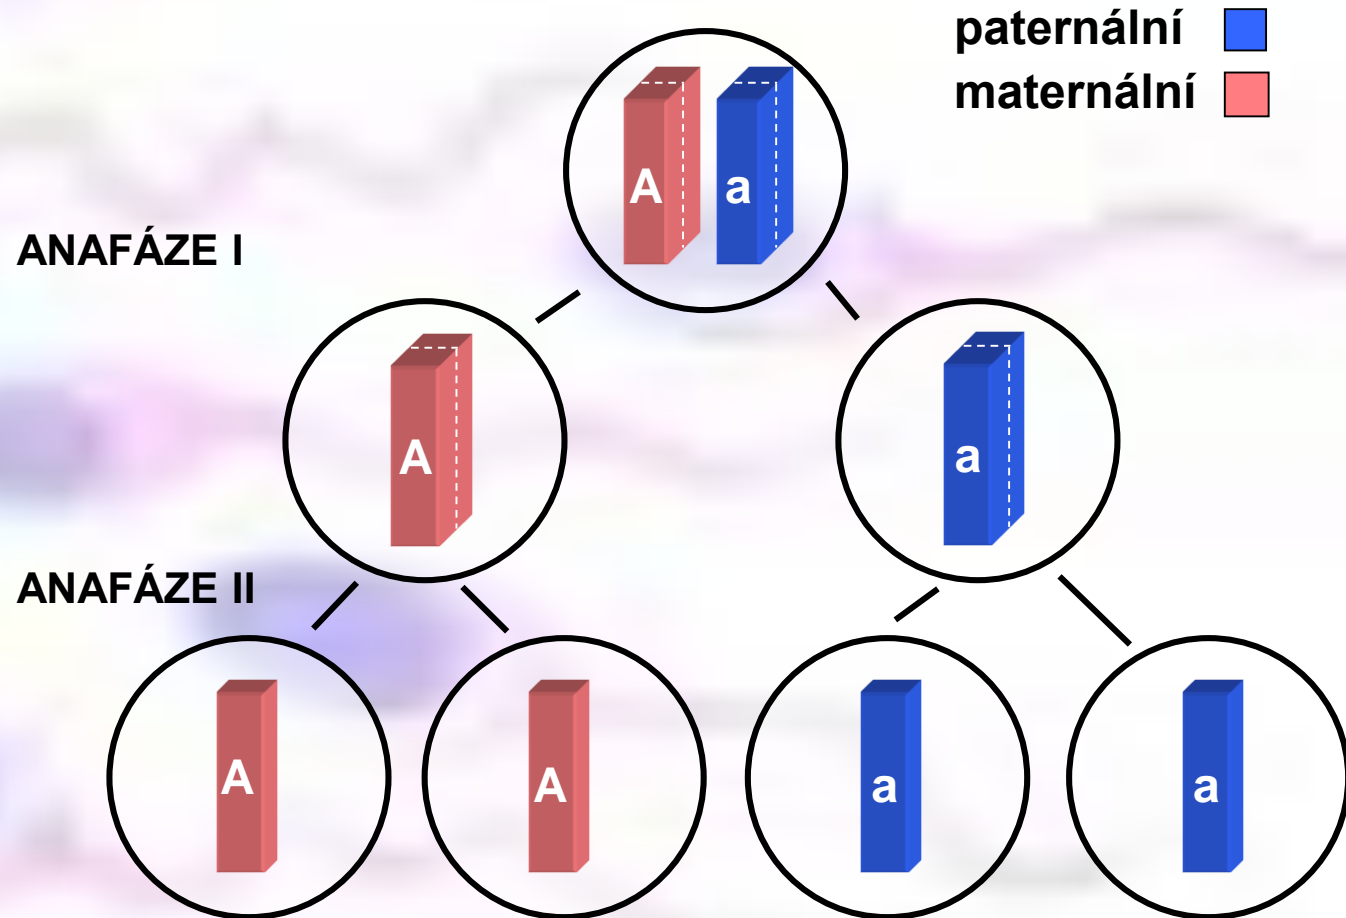 paternální
maternální
A a
ANAFÁZE I
A a
ANAFÁZE II
A A a a